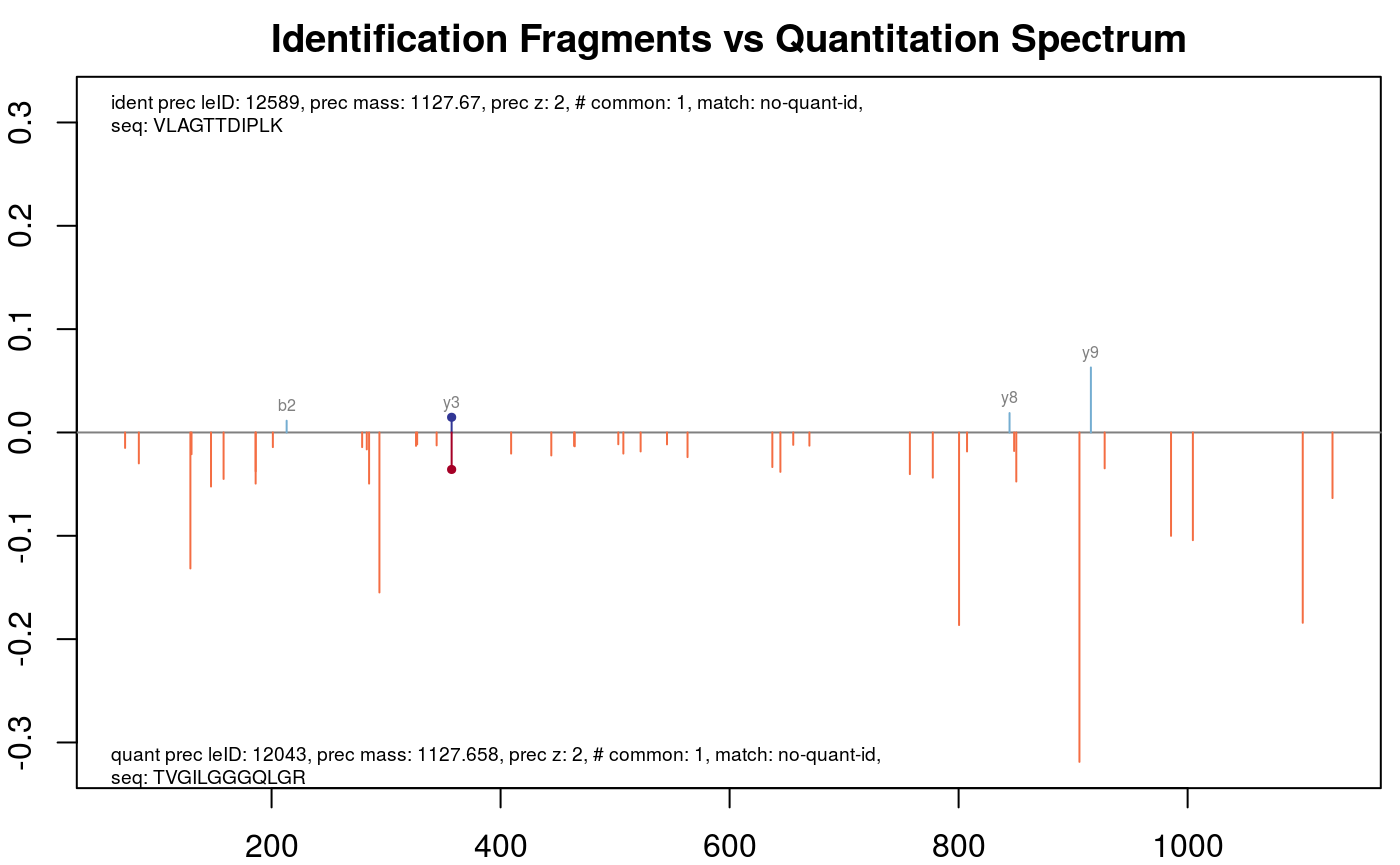 Identification Fragments vs Quantitation Spectrum
ident prec leID: 12589, prec mass: 1127.67, prec z: 2, # common: 1, match: no-quant-id,
seq: VLAGTTDIPLK
0.3
0.2
0.1
0.0
-0.1
-0.2
-0.3
b2
y3
y8
y9
quant prec leID: 12043, prec mass: 1127.658, prec z: 2, # common: 1, match: no-quant-id,
seq: TVGILGGGQLGR
200
400
600
800
1000